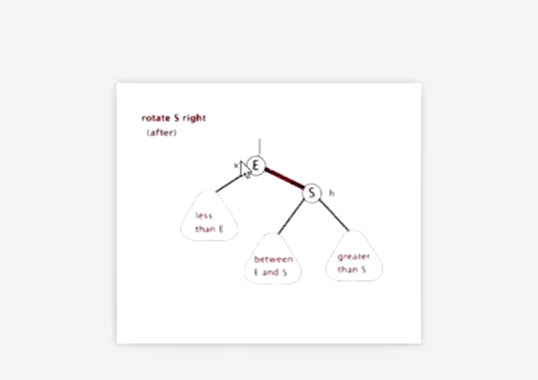 rotate S right
(after)
x
E
S
h
less
than E
between
E and S
greater
than S